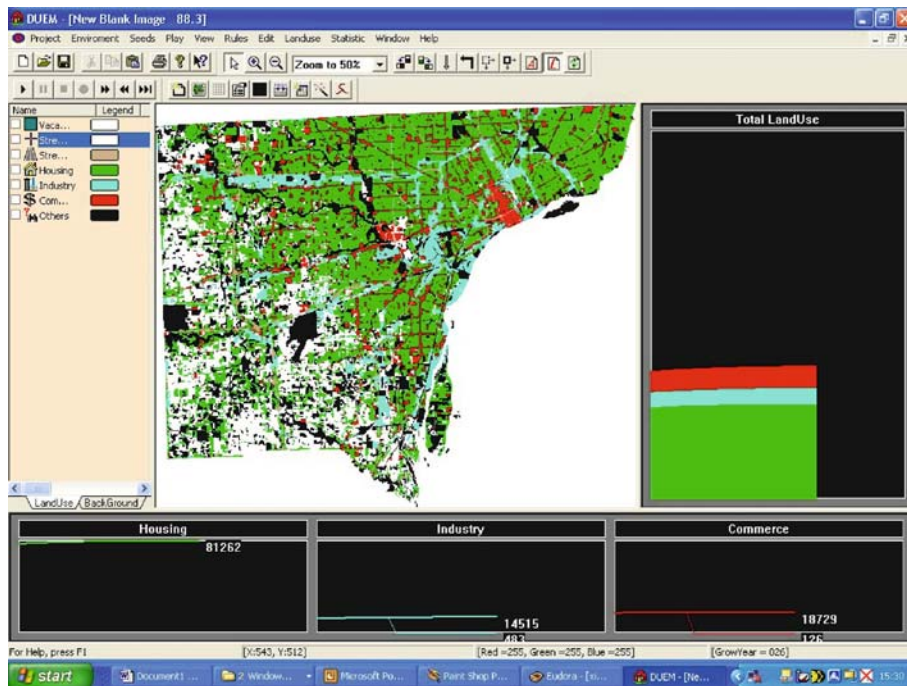 DUEM - [New Blank Image 88.3]
Project Enviroment Seeds Play View Rules Edit Landuse Statistic Window Help
Zoom to 50%
Name Legend
Vaca...
Stre...
Stre...
Housing
Industry
Com...
Others
LandUse BackGround
Total LandUse
Housing
81262
Industry
14515
483
Commerce
18729
126
For Help, press F1 [X:543, Y:512] [Red =255, Green =255, Blue =255] [GrowYear = 026]
start Document1 ... 2 Window... Microsoft Po... Paint Shop P... Eudora - [... DUEM - [Ne... 15:30